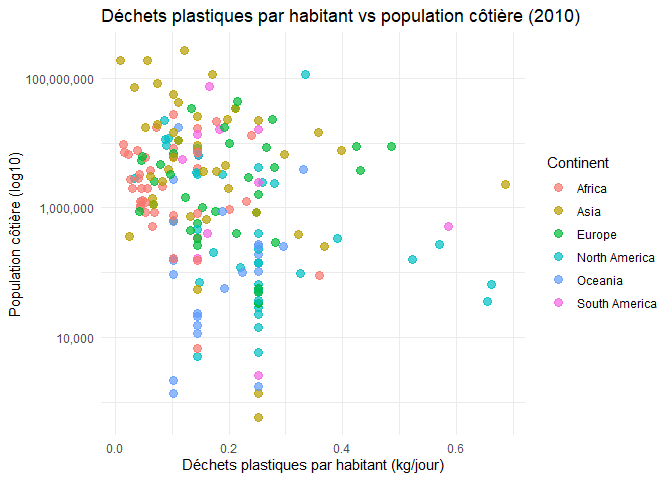 Déchets plastiques par habitant vs population côtière (2010)
Population côtière (log10)
100,000,000
1,000,000
10,000
0.0
0.2
0.4
0.6
Déchets plastiques par habitant (kg/jour)
Continent
Africa
Asia
Europe
North America
Oceania
South America